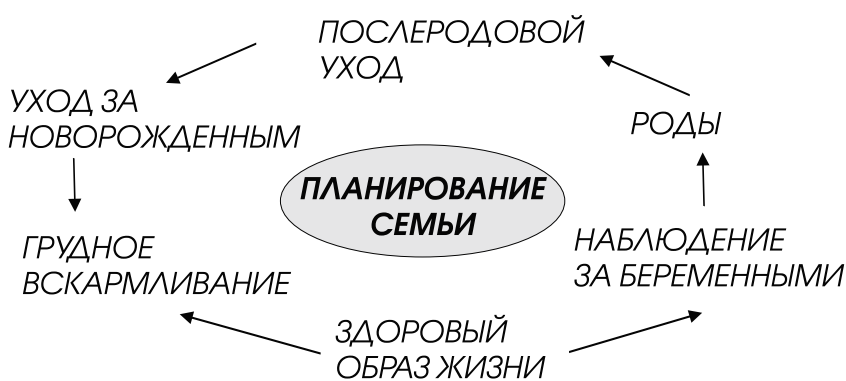 ПОСЛЕРОДОВОЙ
УХОД
УХОД ЗА
НОВОРОЖДЕННЫМ
РОДЫ
ПЛАНИРОВАНИЕ
СЕМЬИ
ГРУДНОЕ
ВСКАРМЛИВАНИЕ
НАБЛЮДЕНИЕ
ЗА БЕРЕМЕННЫМИ
ЗДОРОВЫЙ
ОБРАЗ ЖИЗНИ